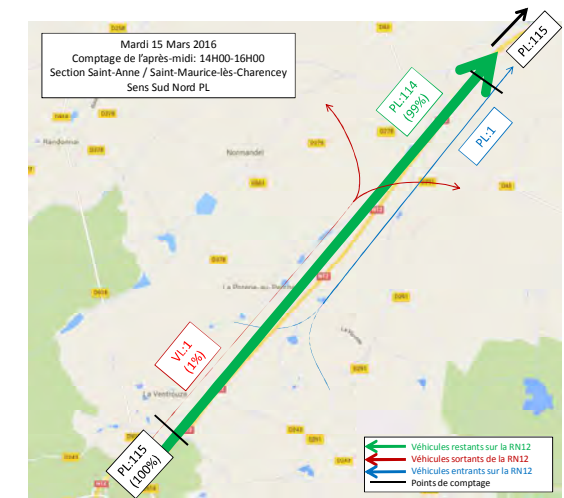 Mardi 15 Mars 2016
Comptage de l'après-midi: 14H00-16H00
Section Saint-Anne / Saint-Maurice-lès-Charencey
Sens Sud Nord PL
PL:115
PL:114
(99%)
PL:1
Randonnai
Normandel
La Ventrouze
VL:1
(1%)
PL:115
(100%)
Véhicules restants sur la RN12
Véhicules sortants de la RN12
Véhicules entrants sur la RN12
Points de comptage